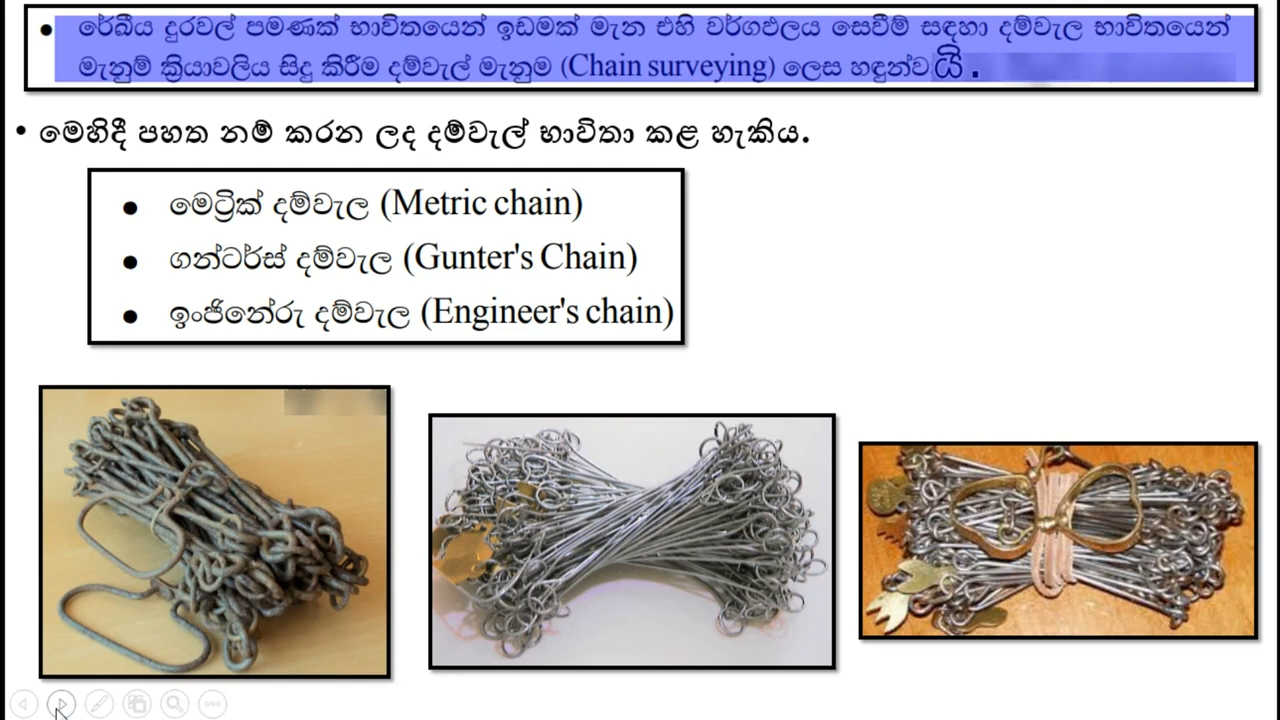 • රේඛීය දුරවල් පමණක් භාවිතයෙන් ඉඩමක් මැන එහි වර්ගඵලය සෙවීම් සඳහා දම්වැල භාවිතයෙන්
මැනුම් ක්‍රියාවලිය සිදු කිරීම දම්වැල් මැනුම (Chain surveying) ලෙස හඳුන්වයි.
• මෙහිදී පහත නම් කරන ලද දම්වැල් භාවිතා කළ හැකිය.
• මෙට්‍රික් දම්වැල (Metric chain)
• ගන්ටර්ස් දම්වැල (Gunter's Chain)
• ඉංජිනේරු දම්වැල (Engineer's chain)